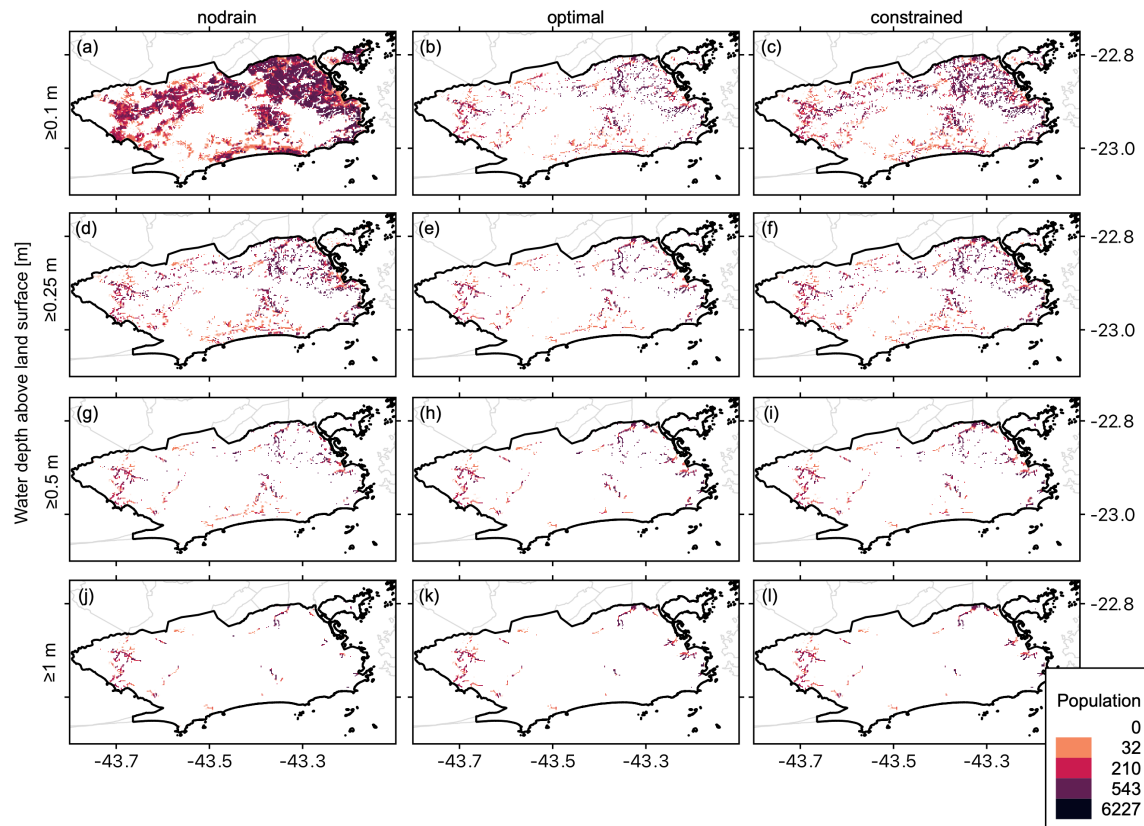 nodrain optimal constrained
(a) (b) (c)
-22.8
≥0.1 m
-23.0
(d) (e) (f)
-22.8
≥0.25 m
-23.0
Water depth above land surface [m]
(g) (h) (i)
-22.8
≥0.5 m
-23.0
(j) (k) (l)
-22.8
≥1 m
-43.7 -43.5 -43.3 -43.7 -43.5 -43.3 -43.7 -43.5 -43.3
Population
0
32
210
543
6227